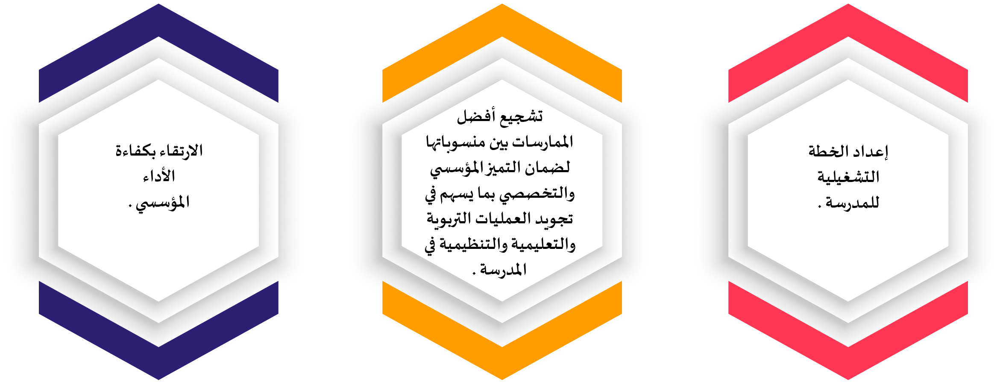 إعداد الخطة
التشغيلية
للمدرسة .
تشجيع أفضل
الممارسات بين منسوباتها
لضمان التميز المؤسسي
والتخصصي بما يسهم في
تجويد العمليات التربوية
والتعليمية والتنظيمية في
المدرسة .
الارتقاء بكفاءة
الأداء
المؤسسي .